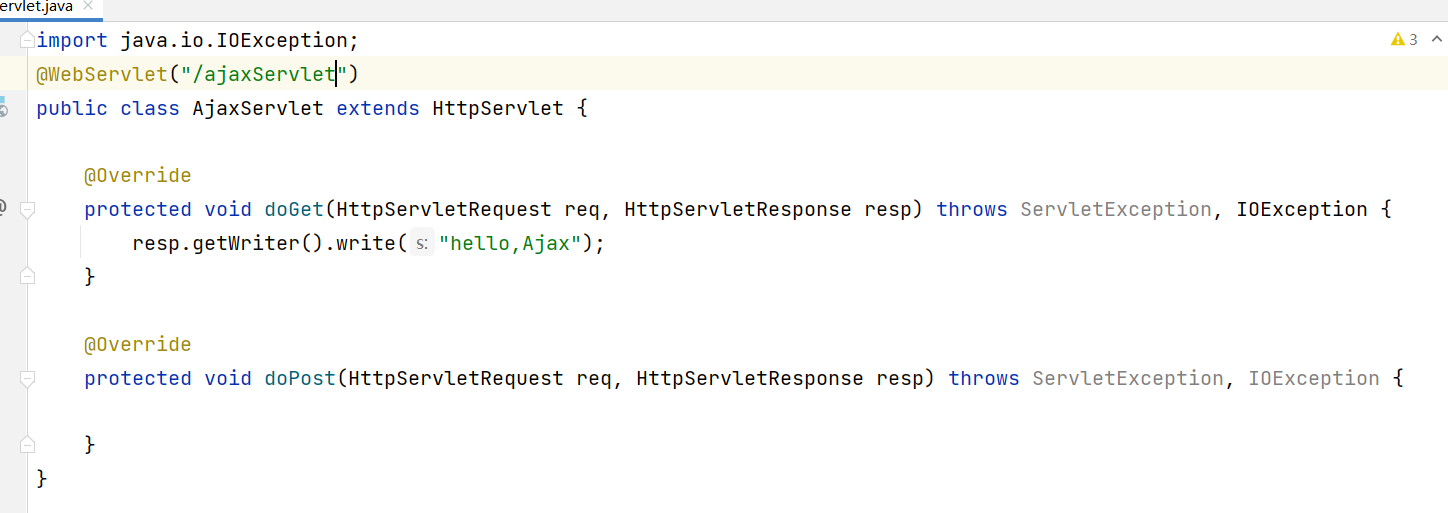 ervlet.java
import java.io.IOException;
3
@WebServlet("/ajaxServlet")
public class AjaxServlet extends HttpServlet {
@Override
protected void doGet(HttpServletRequest req, HttpServletResponse resp) throws ServletException, IOException {
resp.getWriter().write( s: "hello,Ajax");
}
@Override
protected void doPost(HttpServletRequest req, HttpServletResponse resp) throws ServletException, IOException {
}
}